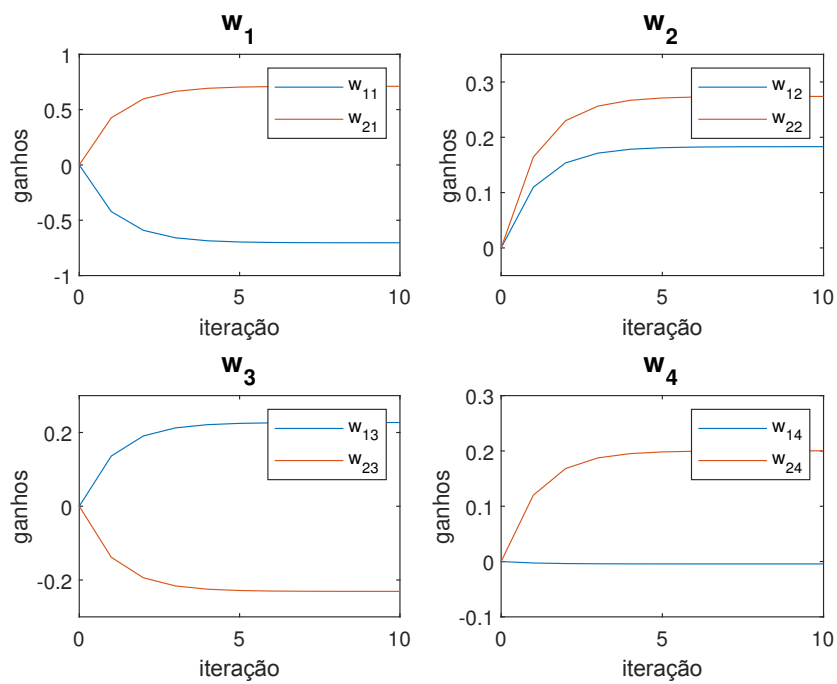 w1
1
0.5
0
-0.5
-1
ganhos
w11
w21
0 5 10
iteração
w2
0.3
0.2
0.1
0
ganhos
w12
w22
0 5 10
iteração
w3
0.2
0
-0.2
ganhos
w13
w23
0 5 10
iteração
w4
0.3
0.2
0.1
0
-0.1
ganhos
w14
w24
0 5 10
iteração